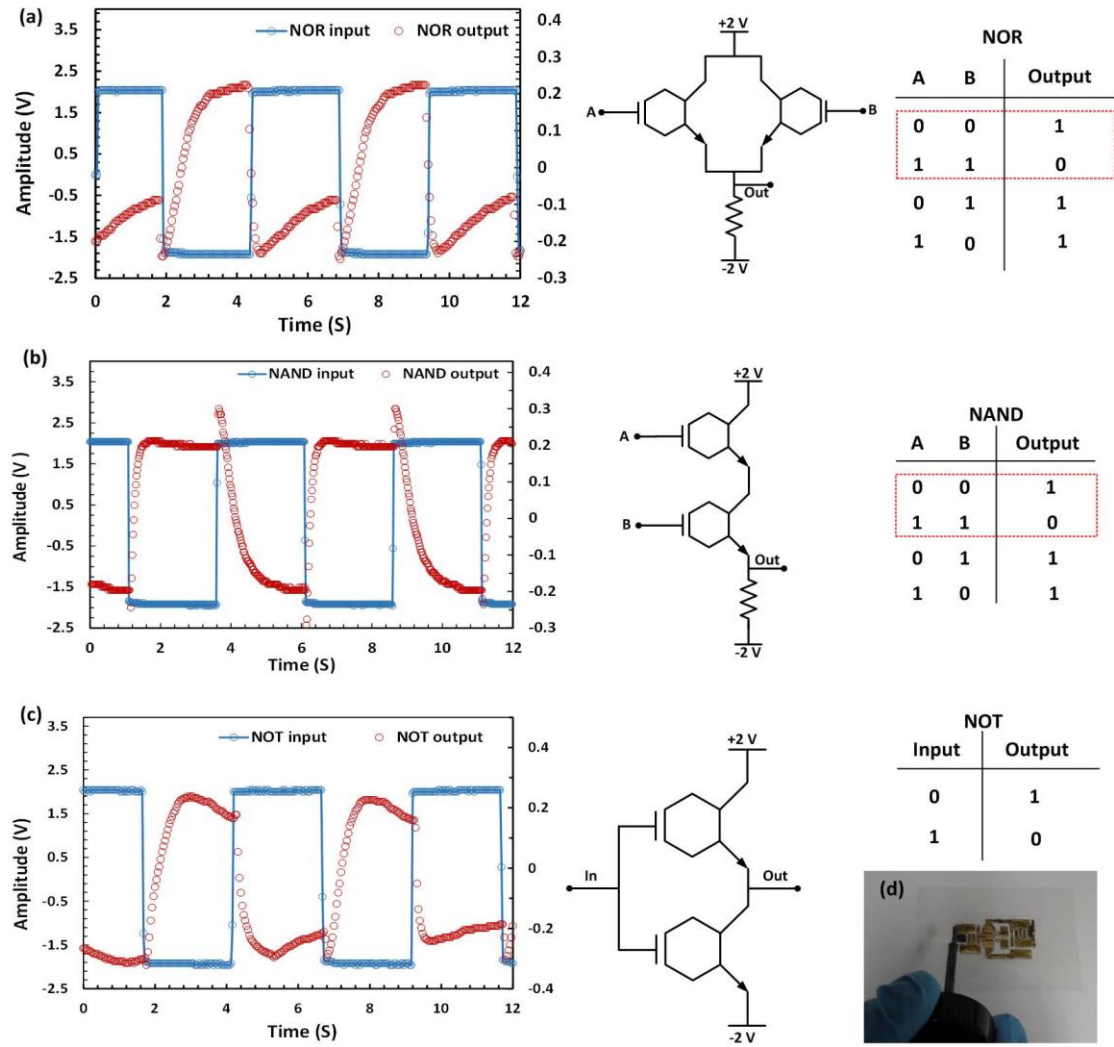 (a)
NOR input NOR output
3.5
2.5
1.5
0.5
-0.5
-1.5
-2.5
Amplitude (V)
0.4
0.3
0.2
0.1
0
-0.1
-0.2
-0.3
0 2 4 6 8 10 12
Time (S)
+2 V
A
B
Out
-2 V
NOR
A B Output
0 0 1
1 1 0
0 1 1
1 0 1
(b)
NAND input NAND output
3.5
2.5
1.5
0.5
-0.5
-1.5
-2.5
Amplitude (V)
0.4
0.3
0.2
0.1
0
-0.1
-0.2
-0.3
0 2 4 6 8 10 12
Time (S)
+2 V
A
B
Out
-2 V
NAND
A B Output
0 0 1
1 1 0
0 1 1
1 0 1
(c)
NOT input NOT output
3.5
2.5
1.5
0.5
-0.5
-1.5
-2.5
Amplitude (V)
0.4
0.2
0
-0.2
-0.4
0 2 4 6 8 10 12
Time (S)
+2 V
In
Out
-2 V
NOT
Input Output
0 1
1 0
(d)